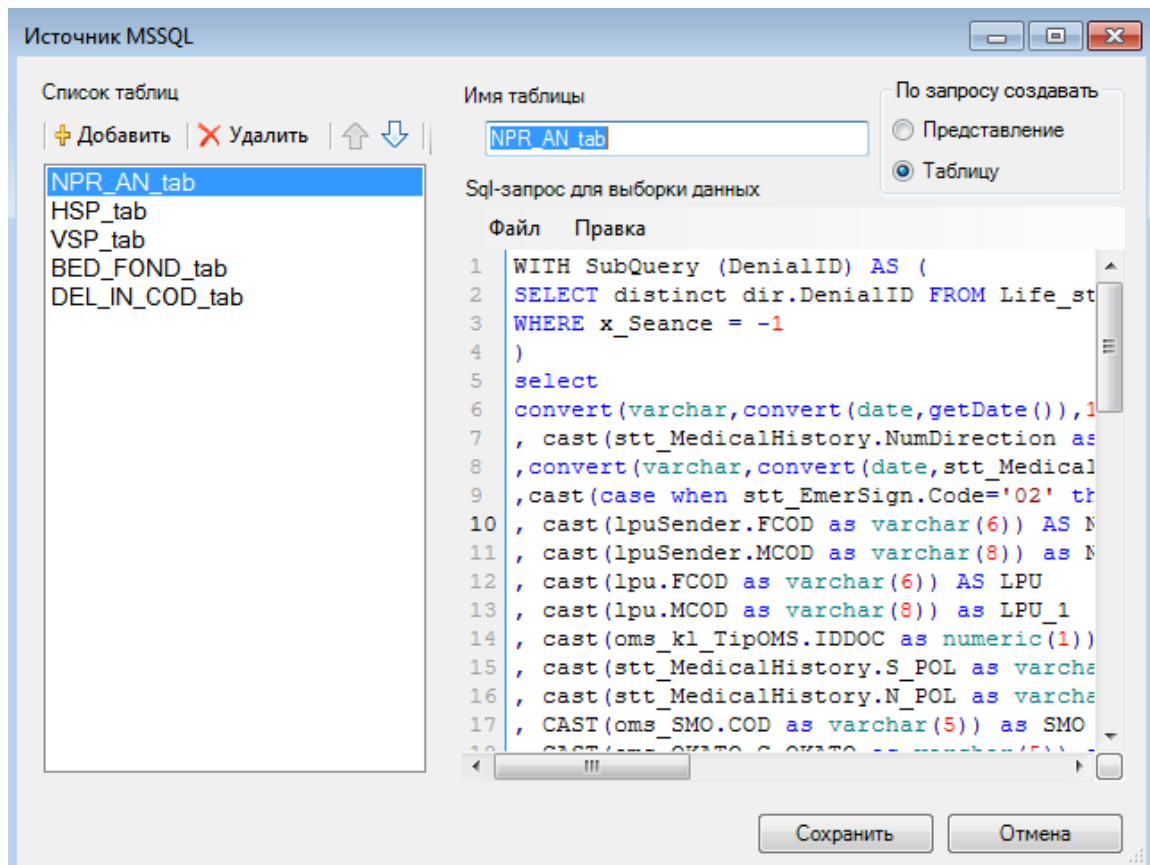 Источник MSSQL
Список таблиц
Добавить
Удалить
NPR_AN_tab
HSP_tab
VSP_tab
BED_FOND_tab
DEL_IN_COD_tab
Имя таблицы
NPR_AN_tab
По запросу создавать
Представление
Таблицу
Sql-запрос для выборки данных
Файл Правка
1 WITH SubQuery (DenialID) AS (
2 SELECT distinct dir.DenialID FROM Life_st
3 WHERE x_Seance = -1
4 )
5 select
6 convert(varchar,convert(date,getDate()),1
7 , cast(stt_MedicalHistory.NumDirection as
8 ,convert(varchar,convert(date,stt_Medical
9 ,cast(case when stt_EmerSign.Code='02' th
10 , cast(lpuSender.FCOD as varchar(6)) AS N
11 , cast(lpuSender.MCOD as varchar(8)) as N
12 , cast(lpu.FCOD as varchar(6)) AS LPU
13 , cast(lpu.MCOD as varchar(8)) as LPU_1
14 , cast(oms_kl_TipOMS.IDDOC as numeric(1))
15 , cast(stt_MedicalHistory.S_POL as varcha
16 , cast(stt_MedicalHistory.N_POL as varcha
17 , CAST(oms_SMO.COD as varchar(5)) as SMO
Сохранить
Отмена